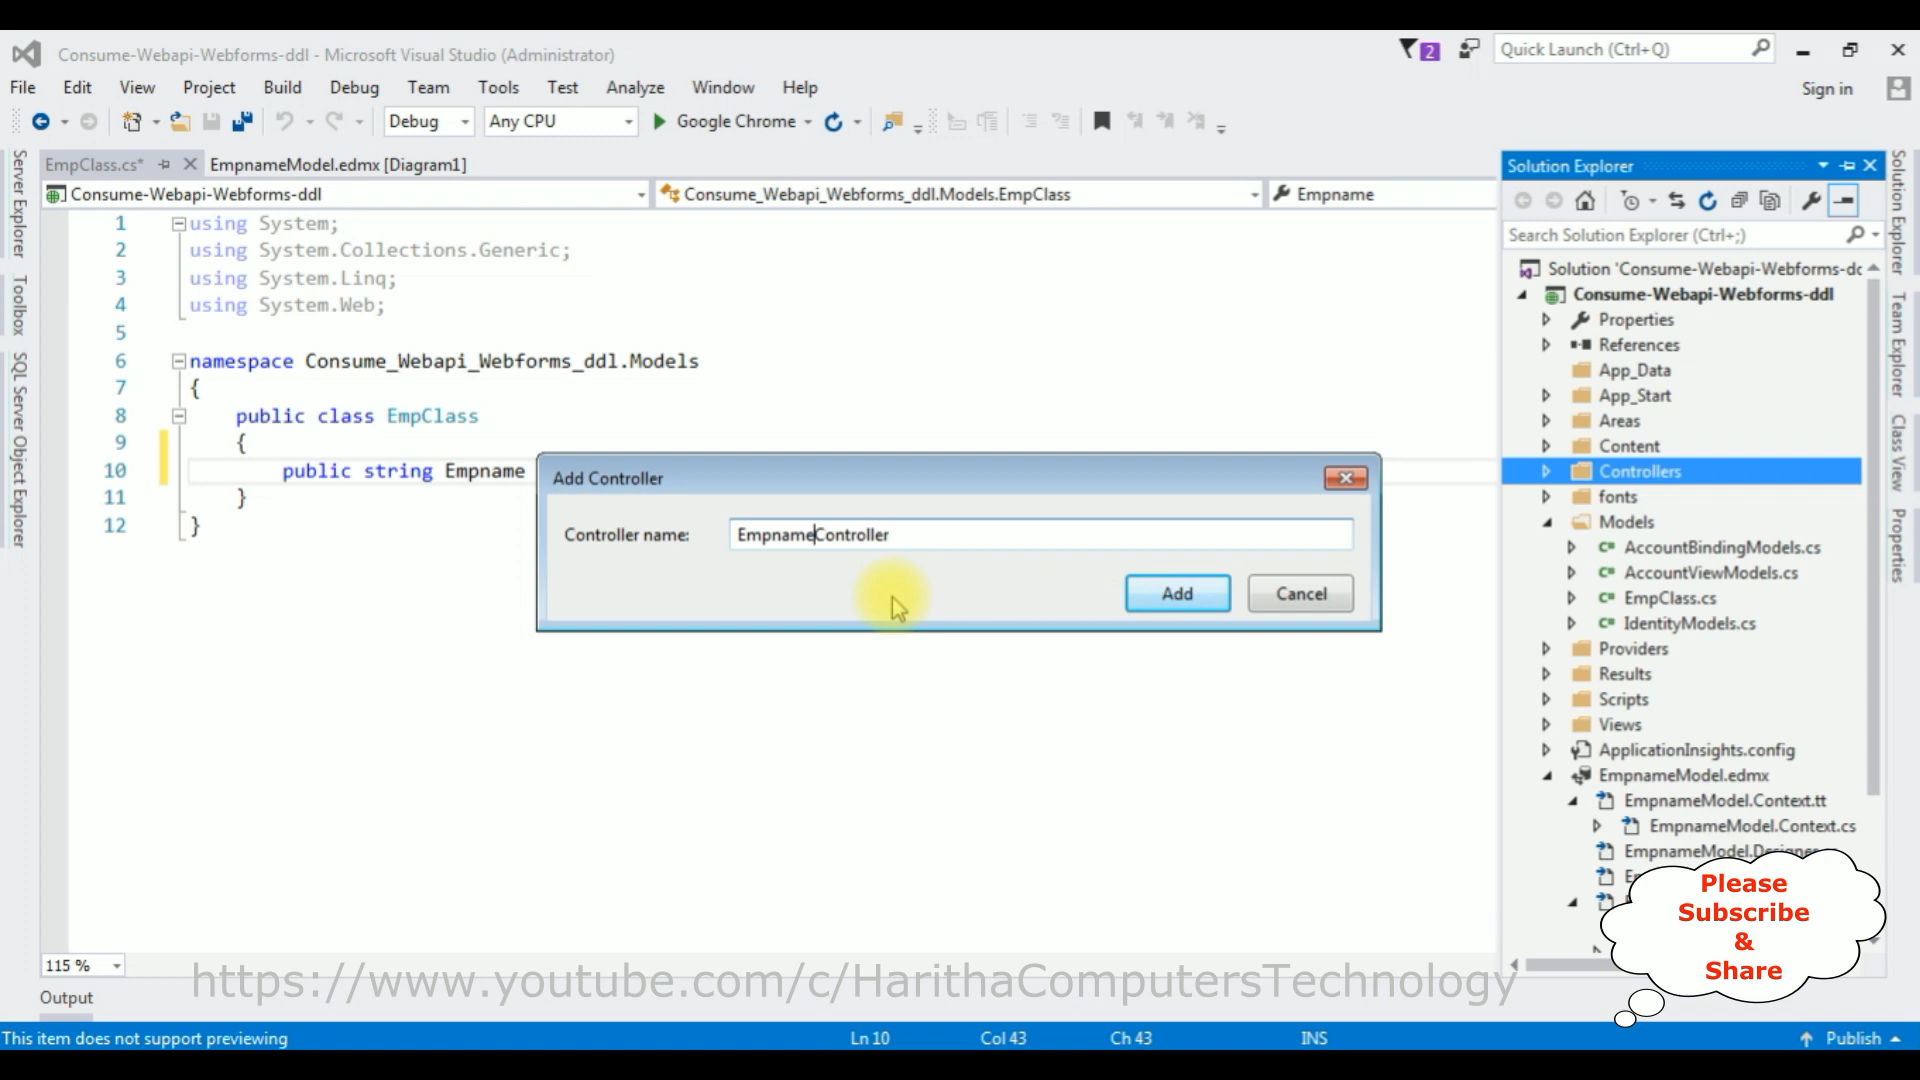 Consume-Webapi-Webforms-ddl - Microsoft Visual Studio (Administrator)
2
Quick Launch (Ctrl+Q)
File Edit View Project Build Debug Team Tools Test Analyze Window Help
Sign in
Debug Any CPU Google Chrome
Server Explorer
Toolbox
SQL Server Object Explorer
EmpClass.cs* EmpnameModel.edmx [Diagram1]
Consume-Webapi-Webforms-ddl Consume_Webapi_Webforms_ddl.Models.EmpClass Empname
1 using System;
2 using System.Collections.Generic;
3 using System.Linq;
4 using System.Web;
5
6 namespace Consume_Webapi_Webforms_ddl.Models
7 {
8 public class EmpClass
9 {
10 public string Empname
11 }
12 }
Add Controller
Controller name: EmpnameController
Add Cancel
Solution Explorer
Search Solution Explorer (Ctrl+;)
Solution 'Consume-Webapi-Webforms-dc
Consume-Webapi-Webforms-ddl
Properties
References
App_Data
App_Start
Areas
Content
Controllers
fonts
Models
AccountBindingModels.cs
AccountViewModels.cs
EmpClass.cs
IdentityModels.cs
Providers
Results
Scripts
Views
ApplicationInsights.config
EmpnameModel.edmx
EmpnameModel.Context.tt
EmpnameModel.Context.cs
EmpnameModel.Designer
Solution Explorer
Team Explorer
Class View
Properties
Please
Subscribe
&
Share
115 %
https://www.youtube.com/c/HarithaComputersTechnology
Output
This item does not support previewing Ln 10 Col 43 Ch 43 INS Publish